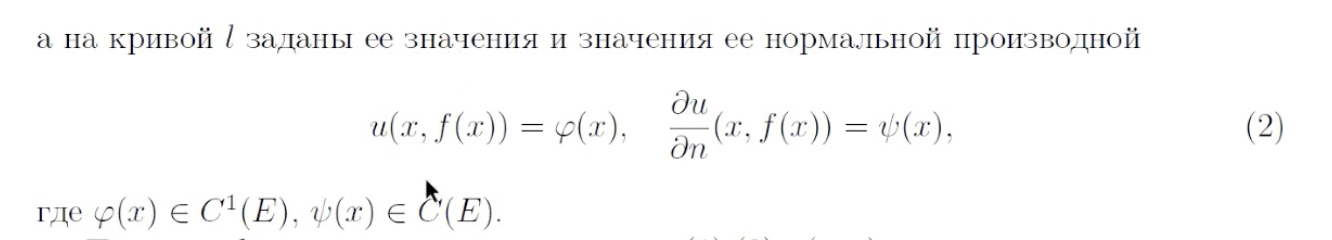 а на кривой l заданы ее значения и значения ее нормальной производной
u(x, f(x)) = φ(x), ∂u/∂n (x, f(x)) = ψ(x), (2)
где φ(x) ∈ C¹(E), ψ(x) ∈ C(E).